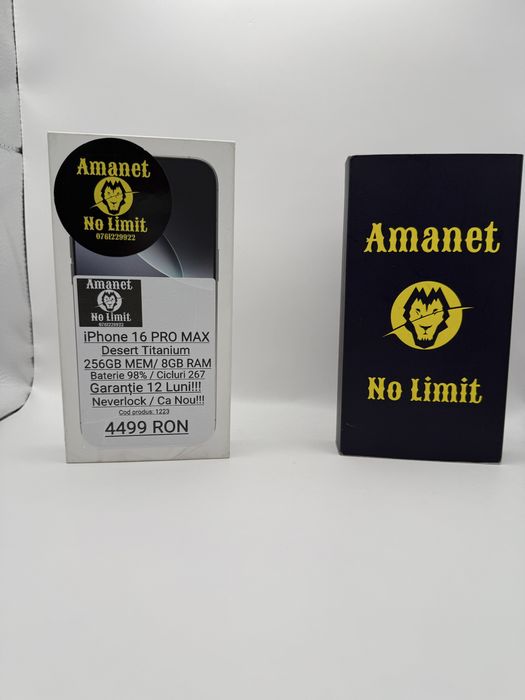 Amanet
No Limit
0761229922
Amanet
No Limit
0761229922
iPhone 16 PRO MAX
Desert Titanium
256GB MEM/ 8GB RAM
Baterie 98% / Cicluri 267
Garanție 12 Luni!!!
Neverlock / Ca Nou!!!
Cod produs: 1223
4499 RON
Amanet
No Limit